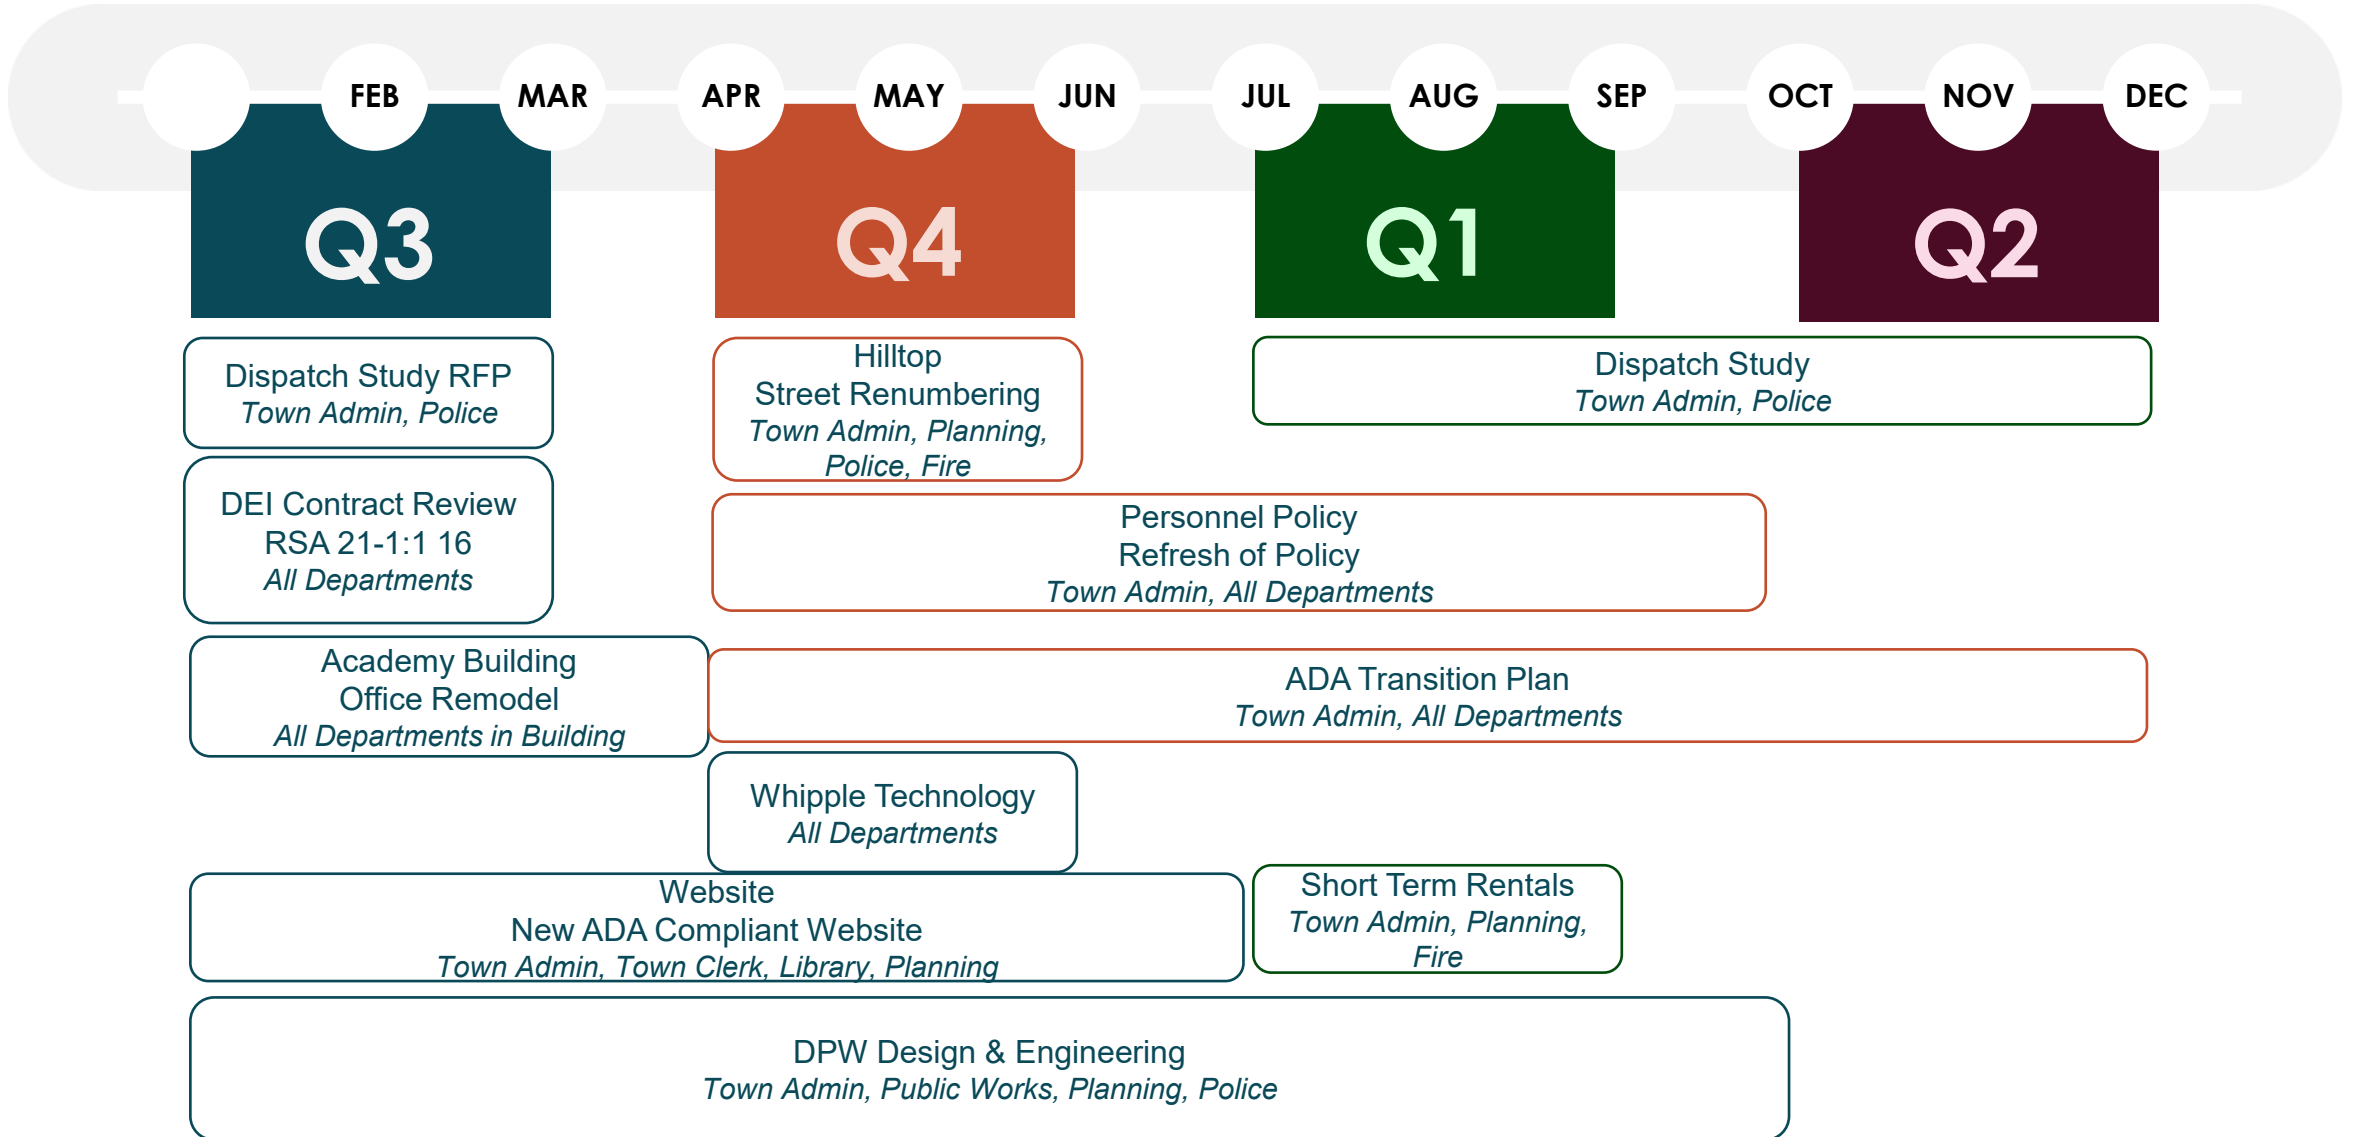 FEB
MAR
APR
MAY
JUN
JUL
AUG
SEP
OCT
NOV
DEC
Q3
Q4
Q1
Q2
Dispatch Study RFP
Town Admin, Police
Hilltop
Street Renumbering
Town Admin, Planning,
Police, Fire
Dispatch Study
Town Admin, Police
DEI Contract Review
RSA 21-1:1 16
All Departments
Personnel Policy
Refresh of Policy
Town Admin, All Departments
Academy Building
Office Remodel
All Departments in Building
ADA Transition Plan
Town Admin, All Departments
Whipple Technology
All Departments
Website
New ADA Compliant Website
Town Admin, Town Clerk, Library, Planning
Short Term Rentals
Town Admin, Planning,
Fire
DPW Design & Engineering
Town Admin, Public Works, Planning, Police